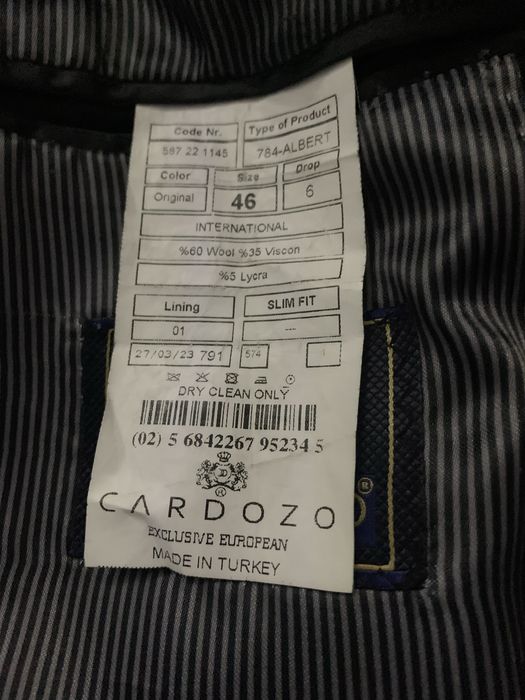 Code Nr. Type of Product
587 22 1145 784-ALBERT
Color Size Drop
Original 46 6
INTERNATIONAL
%60 Wool %35 Viscon
%5 Lycra
Lining SLIM FIT
01 ---
27/03/23 791 574 1
DRY CLEAN ONLY
(02) 5 6842267 95234 5
®
CARDOZO
EXCLUSIVE EUROPEAN
MADE IN TURKEY
®